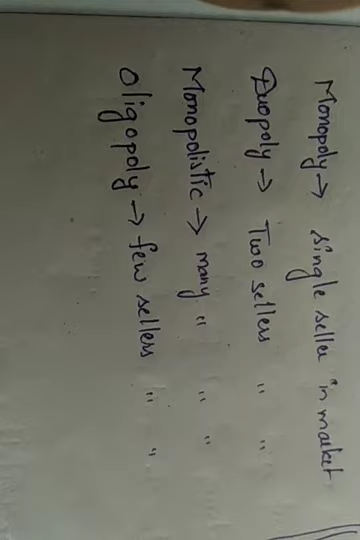 Monopoly → single seller in market
Duopoly → Two sellers " "
Monopolistic → many " " "
Oligopoly → few sellers " "